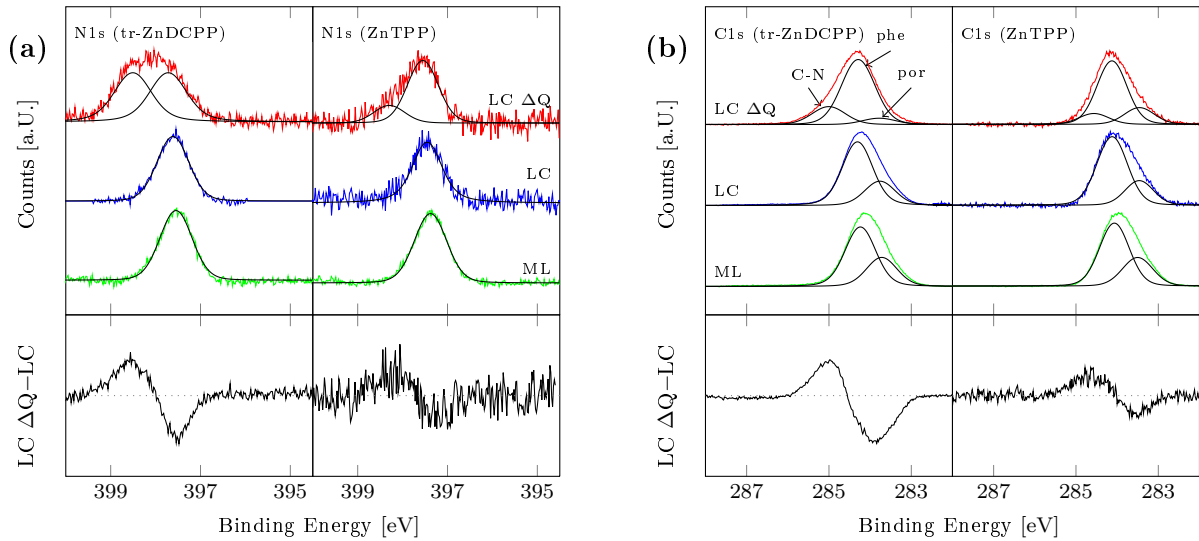 (a)
N1s (tr-ZnDCPP)
N1s (ZnTPP)
LC ΔQ
LC
ML
Counts [a.U.]
LC ΔQ−LC
399
397
395
399
397
395
Binding Energy [eV]
(b)
C1s (tr-ZnDCPP)
C1s (ZnTPP)
phe
C-N
por
LC ΔQ
LC
ML
Counts [a.U.]
LC ΔQ−LC
287
285
283
287
285
283
Binding Energy [eV]